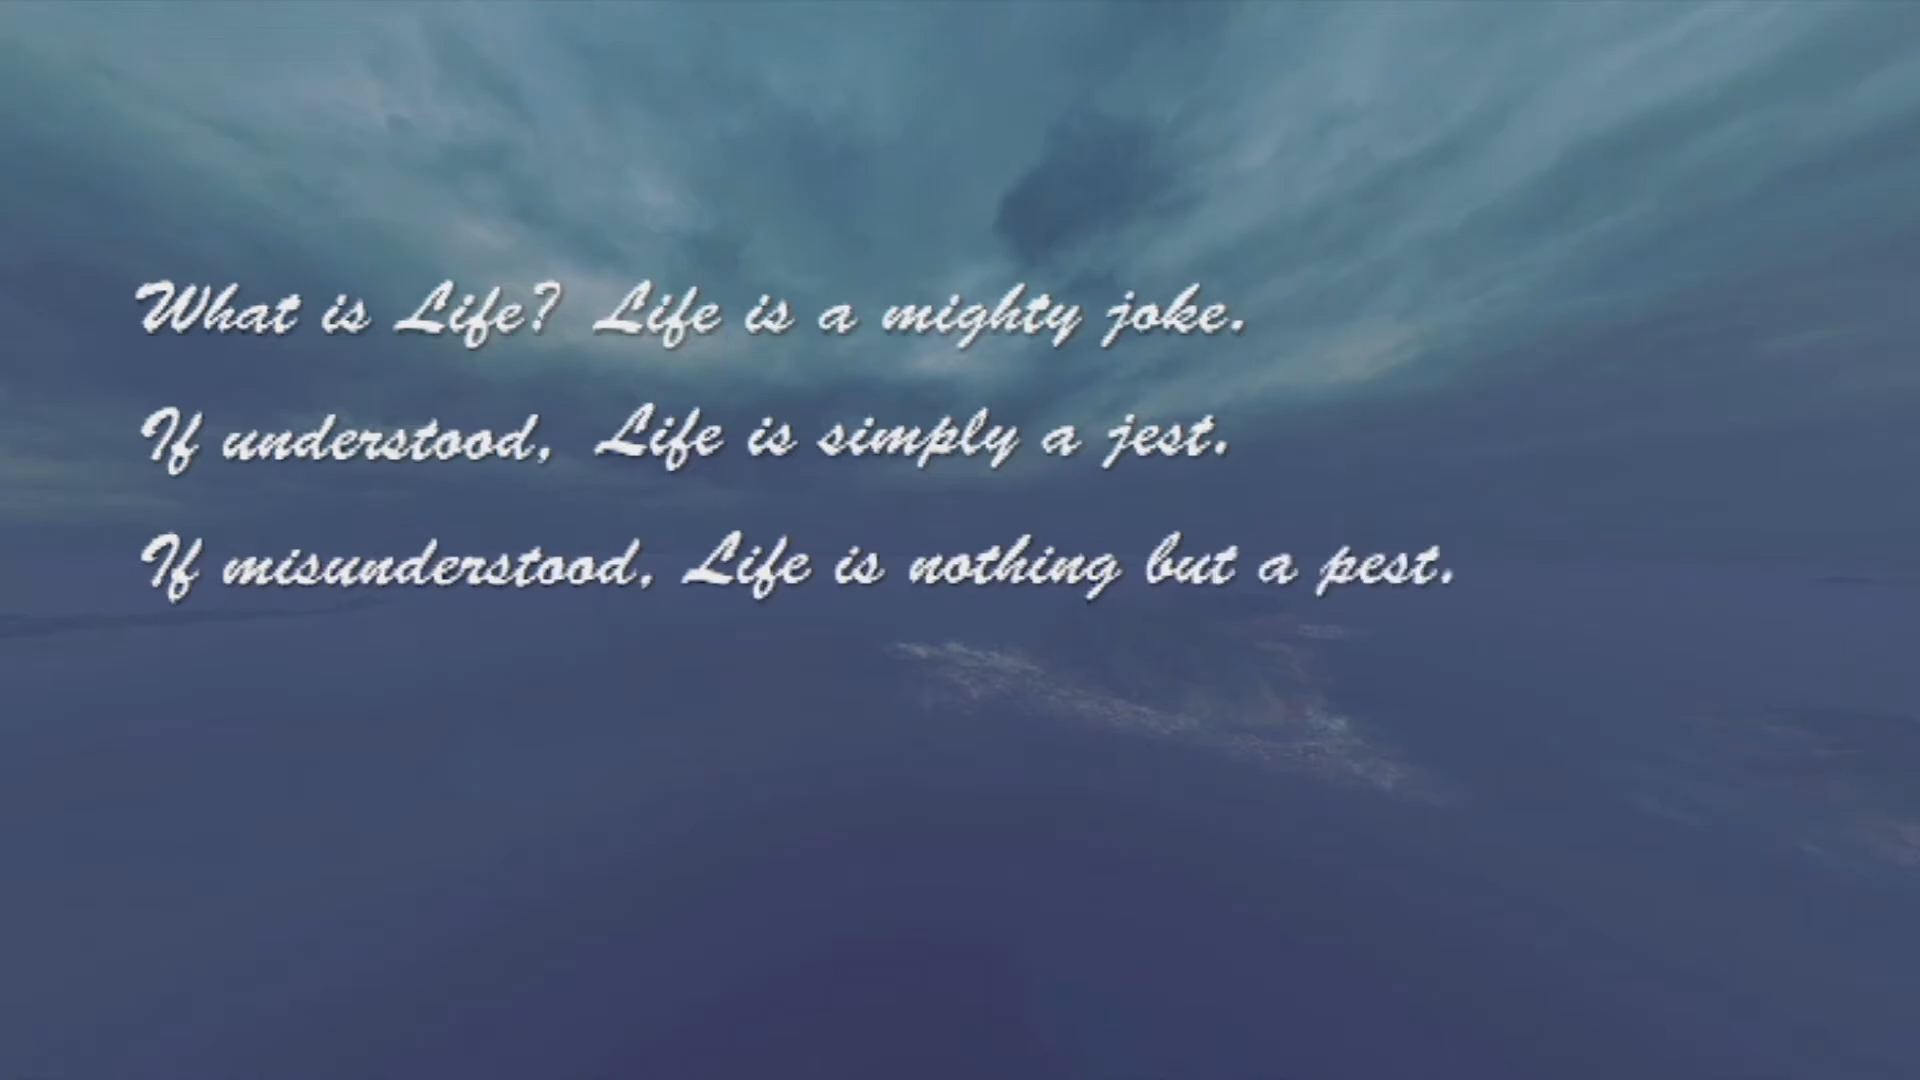 What is Life? Life is a mighty joke.
If understood, Life is simply a jest.
If misunderstood, Life is nothing but a pest.